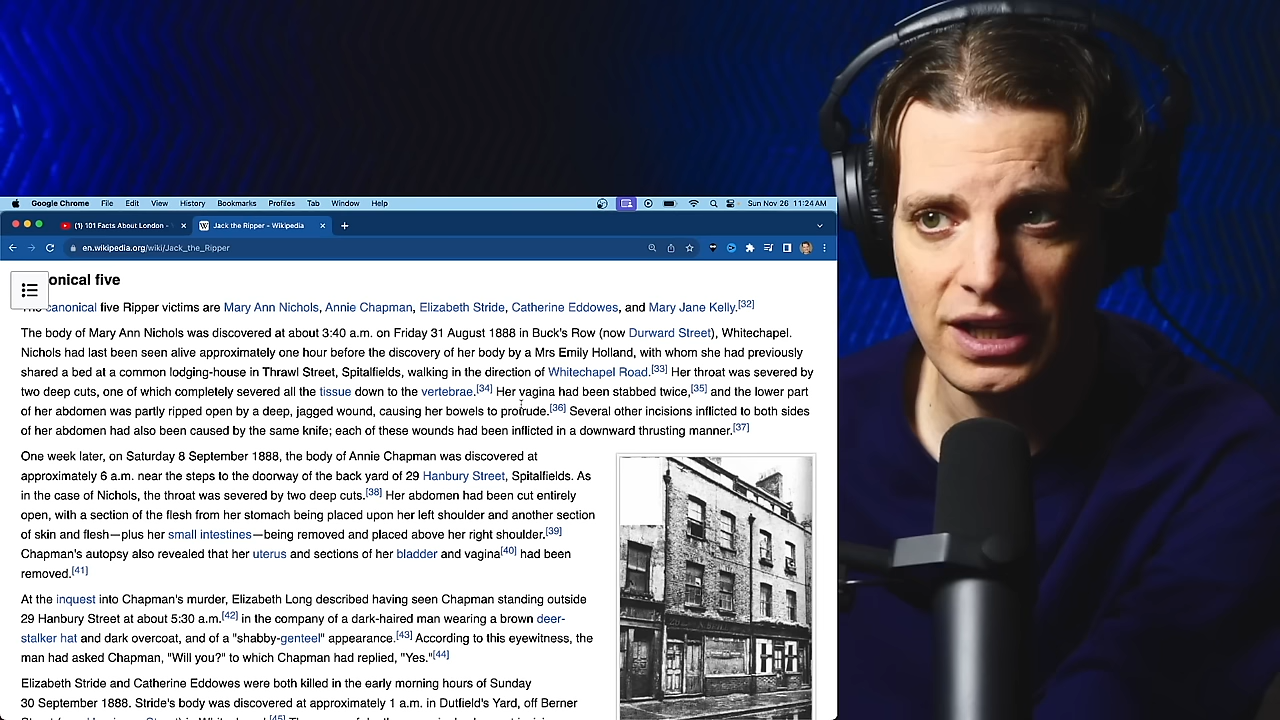 Google Chrome File Edit View History Bookmarks Profiles Tab Window Help Sun Nov 26 11:24 AM
(1) 101 Facts About London - Jack the Ripper - Wikipedia
en.wikipedia.org/wiki/Jack_the_Ripper
onical five
canonical five Ripper victims are Mary Ann Nichols, Annie Chapman, Elizabeth Stride, Catherine Eddowes, and Mary Jane Kelly.[32]
The body of Mary Ann Nichols was discovered at about 3:40 a.m. on Friday 31 August 1888 in Buck's Row (now Durward Street), Whitechapel.
Nichols had last been seen alive approximately one hour before the discovery of her body by a Mrs Emily Holland, with whom she had previously
shared a bed at a common lodging-house in Thrawl Street, Spitalfields, walking in the direction of Whitechapel Road.[33] Her throat was severed by
two deep cuts, one of which completely severed all the tissue down to the vertebrae.[34] Her vagina had been stabbed twice,[35] and the lower part
of her abdomen was partly ripped open by a deep, jagged wound, causing her bowels to protrude.[36] Several other incisions inflicted to both sides
of her abdomen had also been caused by the same knife; each of these wounds had been inflicted in a downward thrusting manner.[37]
One week later, on Saturday 8 September 1888, the body of Annie Chapman was discovered at
approximately 6 a.m. near the steps to the doorway of the back yard of 29 Hanbury Street, Spitalfields. As
in the case of Nichols, the throat was severed by two deep cuts.[38] Her abdomen had been cut entirely
open, with a section of the flesh from her stomach being placed upon her left shoulder and another section
of skin and flesh—plus her small intestines—being removed and placed above her right shoulder.[39]
Chapman's autopsy also revealed that her uterus and sections of her bladder and vagina[40] had been
removed.[41]
At the inquest into Chapman's murder, Elizabeth Long described having seen Chapman standing outside
29 Hanbury Street at about 5:30 a.m.[42] in the company of a dark-haired man wearing a brown deer-
stalker hat and dark overcoat, and of a "shabby-genteel" appearance.[43] According to this eyewitness, the
man had asked Chapman, "Will you?" to which Chapman had replied, "Yes."[44]
Elizabeth Stride and Catherine Eddowes were both killed in the early morning hours of Sunday
30 September 1888. Stride's body was discovered at approximately 1 a.m. in Dutfield's Yard, off Berner